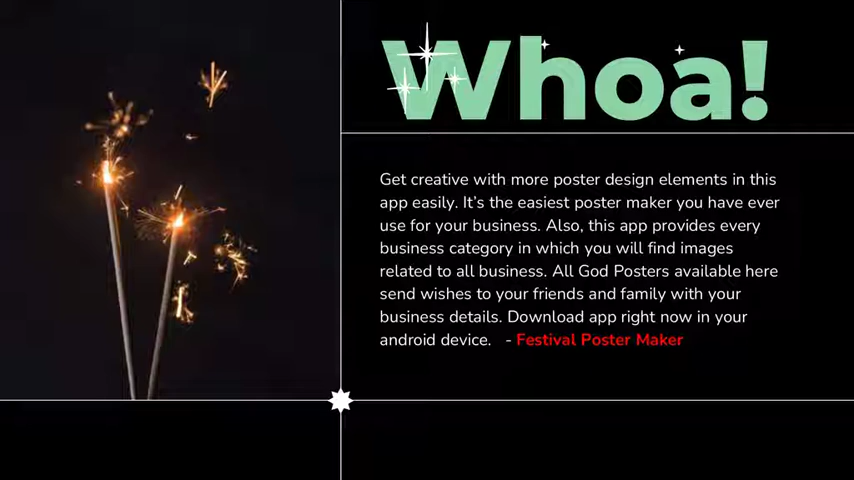 Whoa!
Get creative with more poster design elements in this
app easily. It's the easiest poster maker you have ever
use for your business. Also, this app provides every
business category in which you will find images
related to all business. All God Posters available here
send wishes to your friends and family with your
business details. Download app right now in your
android device. - Festival Poster Maker